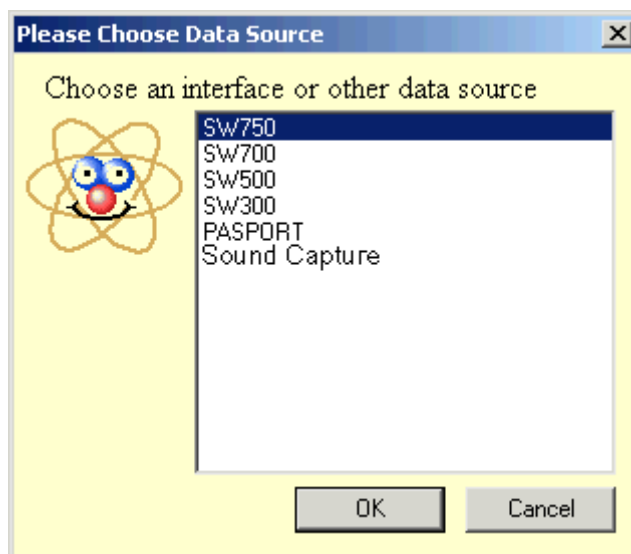 Please Choose Data Source
Choose an interface or other data source
SW750
SW700
SW500
SW300
PASPORT
Sound Capture
OK
Cancel